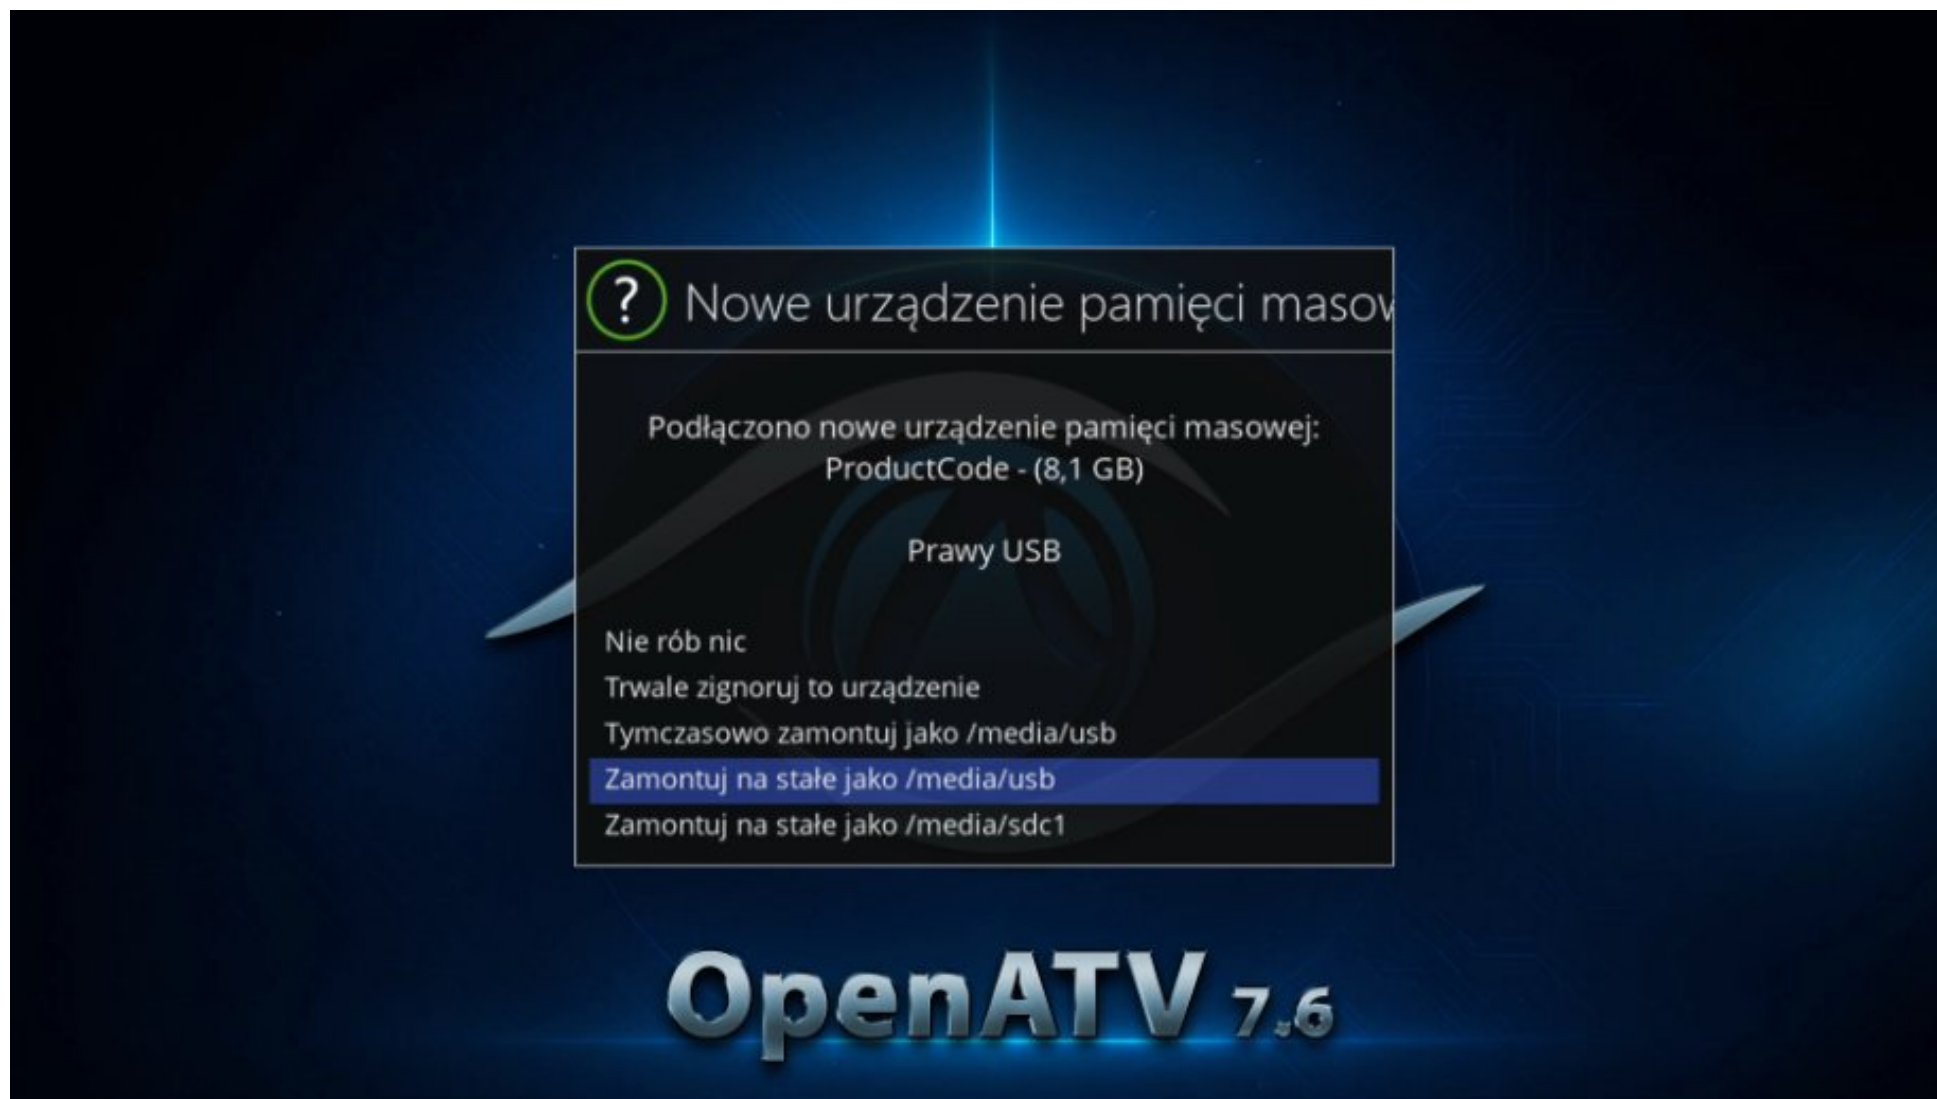 ? Nowe urządzenie pamięci masow
Podłączono nowe urządzenie pamięci masowej:
ProductCode - (8,1 GB)
Prawy USB
Nie rób nic
Trwale zignoruj to urządzenie
Tymczasowo zamontuj jako /media/usb
Zamontuj na stałe jako /media/usb
Zamontuj na stałe jako /media/sdc1
OpenATV 7.6